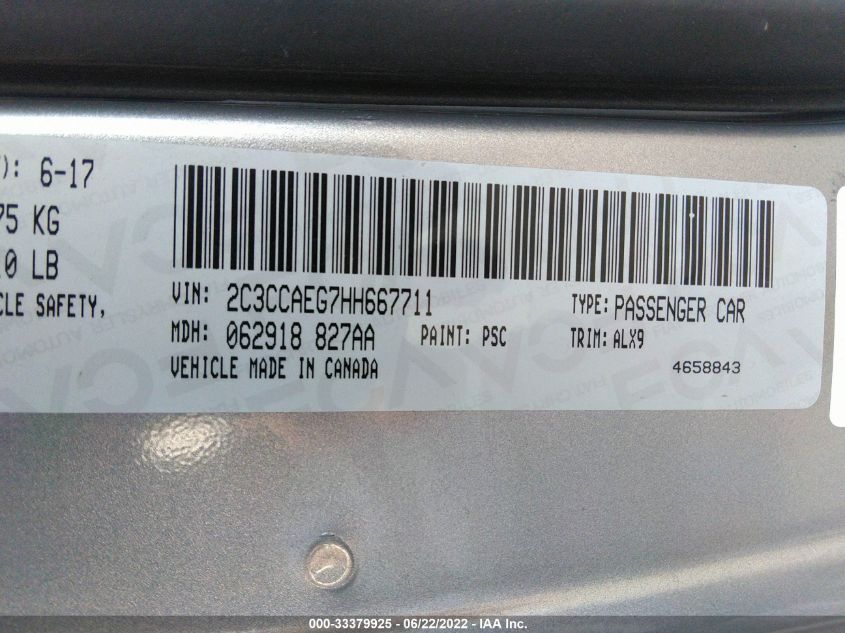 ): 6-17
75 KG
0 LB
CLE SAFETY,
VIN: 2C3CCAEG7HH667711
TYPE: PASSENGER CAR
MDH: 062918 827AA
PAINT: PSC
TRIM: ALX9
VEHICLE MADE IN CANADA
4658843
000-33379925 - 06/22/2022 - IAA Inc.